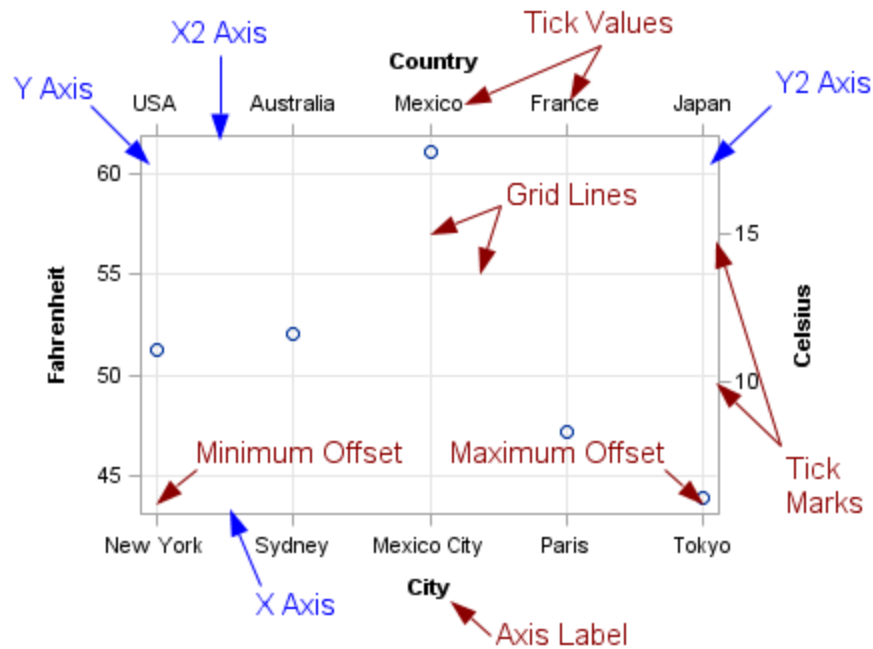 Tick Values
X2 Axis
Country
Y Axis
Y2 Axis
USA Australia Mexico France Japan
60
Grid Lines
15
55
Fahrenheit
Celsius
50
10
Minimum Offset Maximum Offset
45
Tick
Marks
New York Sydney Mexico City Paris Tokyo
City
X Axis
Axis Label